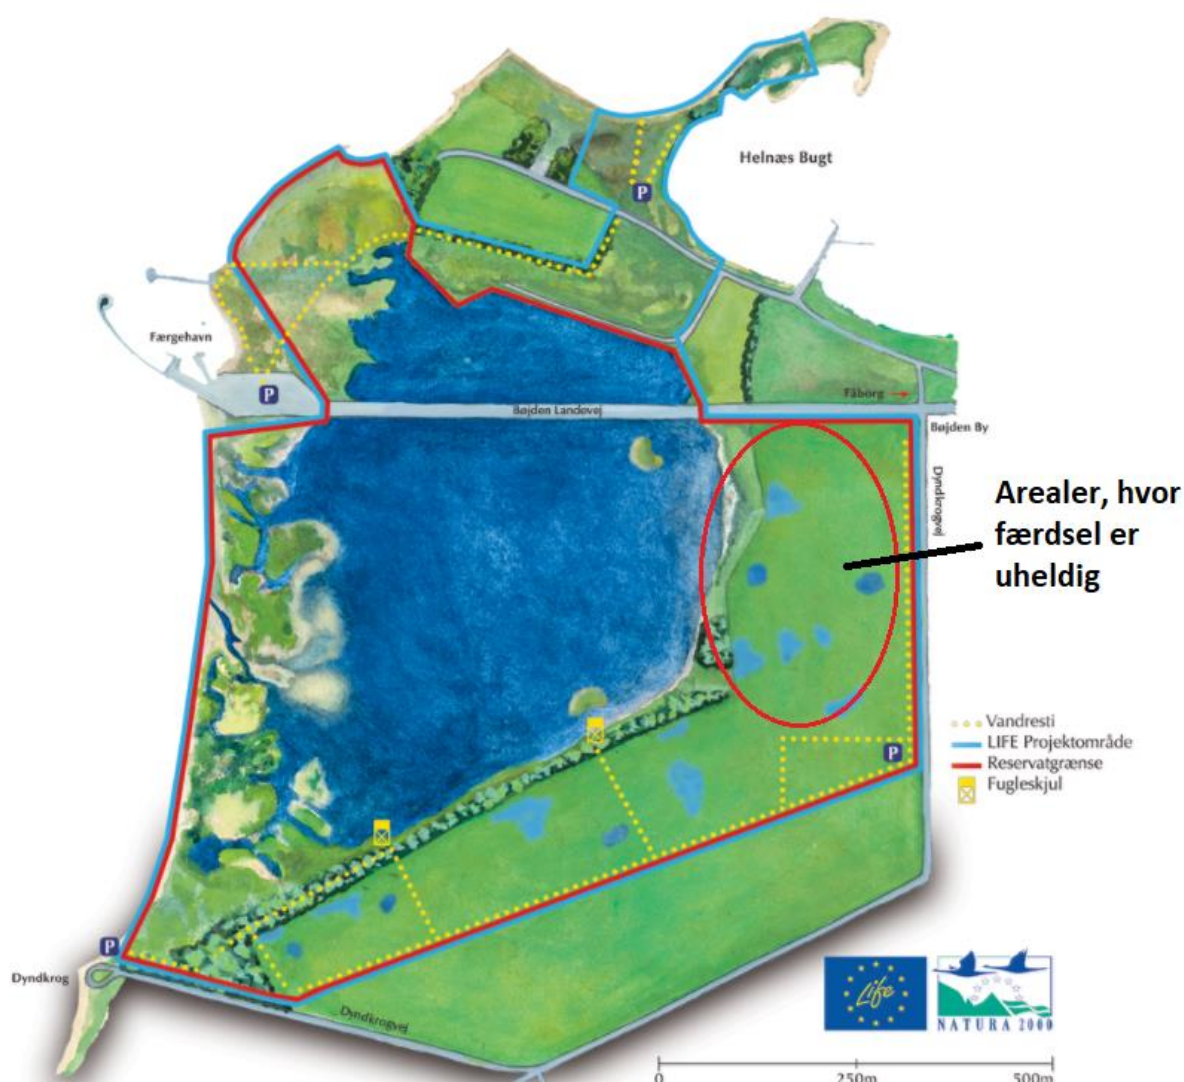 Helnæs Bugt
P
Færgehavn
P
Bøjden Landevej
Fåborg
Bøjden By
Dyndkrogvej
Arealer, hvor
færdsel er
uheldig
Vandresti
LIFE Projektområde
Reservatgrænse
Fugleskjul
P
P
Dyndkrog
Dyndkrogvej
Life
NATURA 2000
0 250m 500m